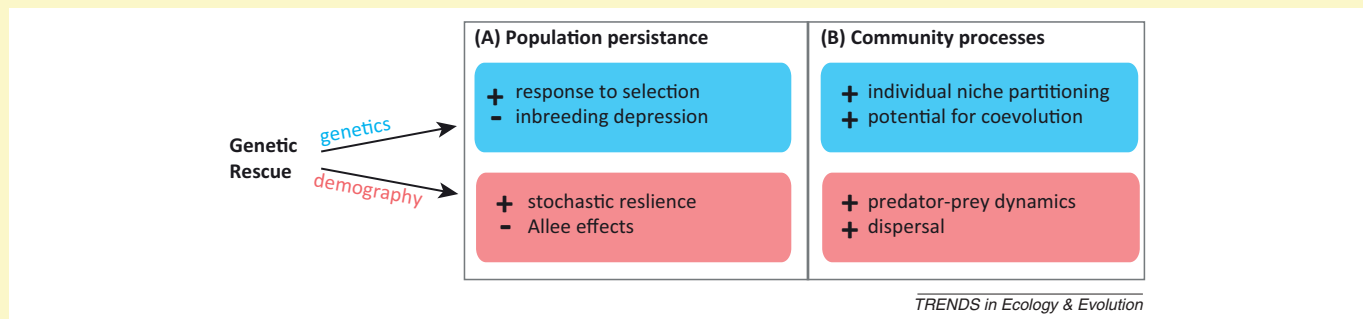 (A) Population persistance
(B) Community processes
+ response to selection
- inbreeding depression
+ individual niche partitioning
+ potential for coevolution
genetics
Genetic
Rescue
demography
+ stochastic reslience
- Allee effects
+ predator-prey dynamics
+ dispersal
TRENDS in Ecology & Evolution